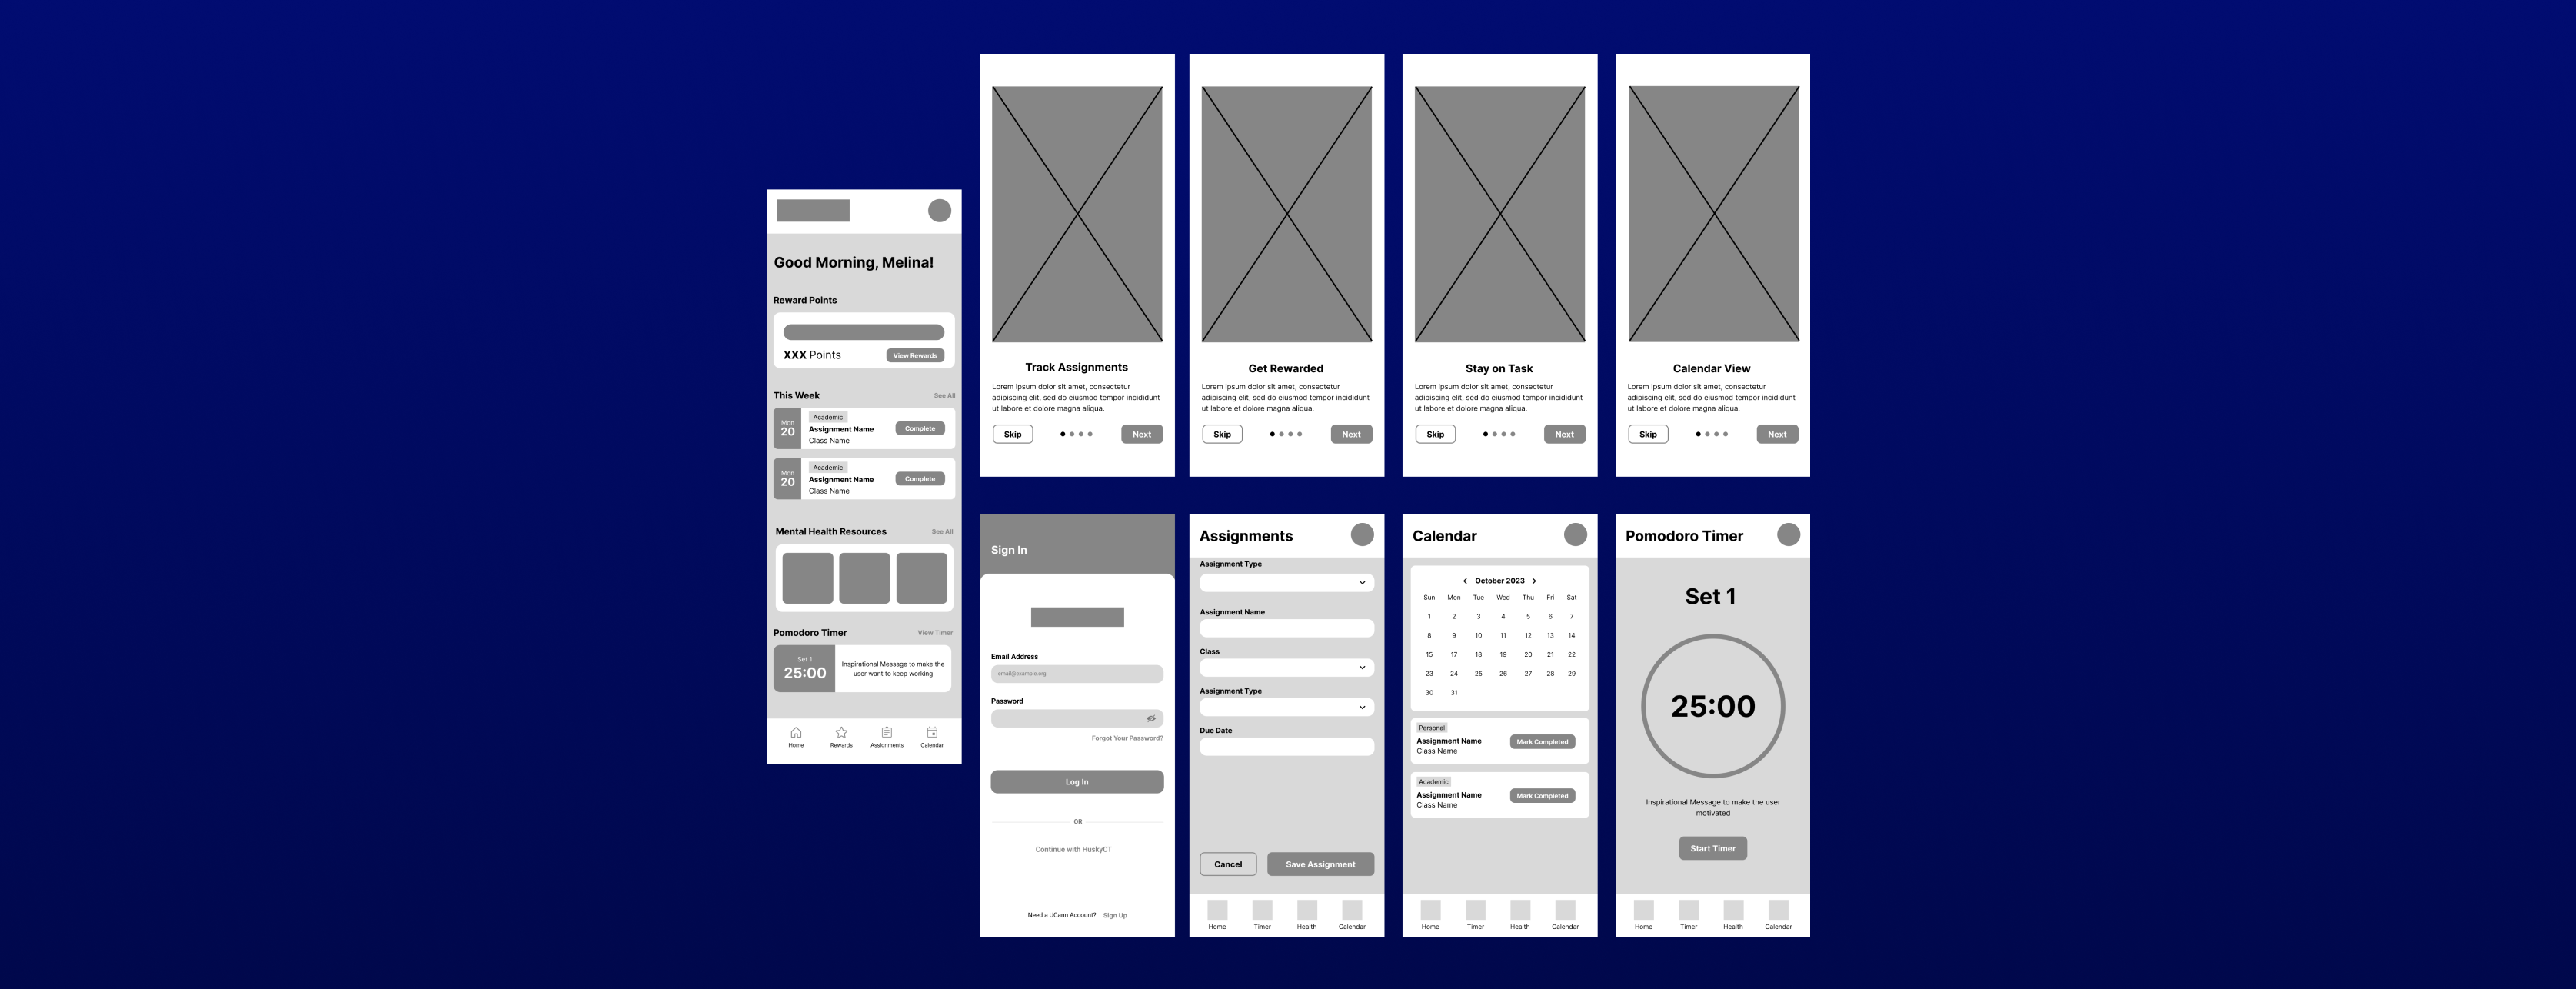 Good Morning, Melina!
Reward Points
XXX Points
View Rewards
This Week
See All
Mon
20
Academic
Assignment Name
Class Name
Complete
Mon
20
Academic
Assignment Name
Class Name
Complete
Mental Health Resources
See All
Pomodoro Timer
View Timer
Set 1
25:00
Inspirational Message to make the
user want to keep working
Home
Rewards
Assignments
Calendar
Track Assignments
Lorem ipsum dolor sit amet, consectetur
adipiscing elit, sed do eiusmod tempor incididunt
ut labore et dolore magna aliqua.
Skip
Next
Get Rewarded
Lorem ipsum dolor sit amet, consectetur
adipiscing elit, sed do eiusmod tempor incididunt
ut labore et dolore magna aliqua.
Skip
Next
Stay on Task
Lorem ipsum dolor sit amet, consectetur
adipiscing elit, sed do eiusmod tempor incididunt
ut labore et dolore magna aliqua.
Skip
Next
Calendar View
Lorem ipsum dolor sit amet, consectetur
adipiscing elit, sed do eiusmod tempor incididunt
ut labore et dolore magna aliqua.
Skip
Next
Sign In
Email Address
email@example.org
Password
Forgot Your Password?
Log In
OR
Continue with HuskyCT
Need a UCann Account? Sign Up
Assignments
Assignment Type
Assignment Name
Class
Assignment Type
Due Date
Cancel
Save Assignment
Home
Timer
Health
Calendar
Calendar
October 2023
Sun Mon Tue Wed Thu Fri Sat
1 2 3 4 5 6 7
8 9 10 11 12 13 14
15 17 18 19 20 21 22
23 24 25 26 27 28 29
30 31
Personal
Assignment Name
Class Name
Mark Completed
Academic
Assignment Name
Class Name
Mark Completed
Home
Timer
Health
Calendar
Pomodoro Timer
Set 1
25:00
Inspirational Message to make the user
motivated
Start Timer
Home
Timer
Health
Calendar